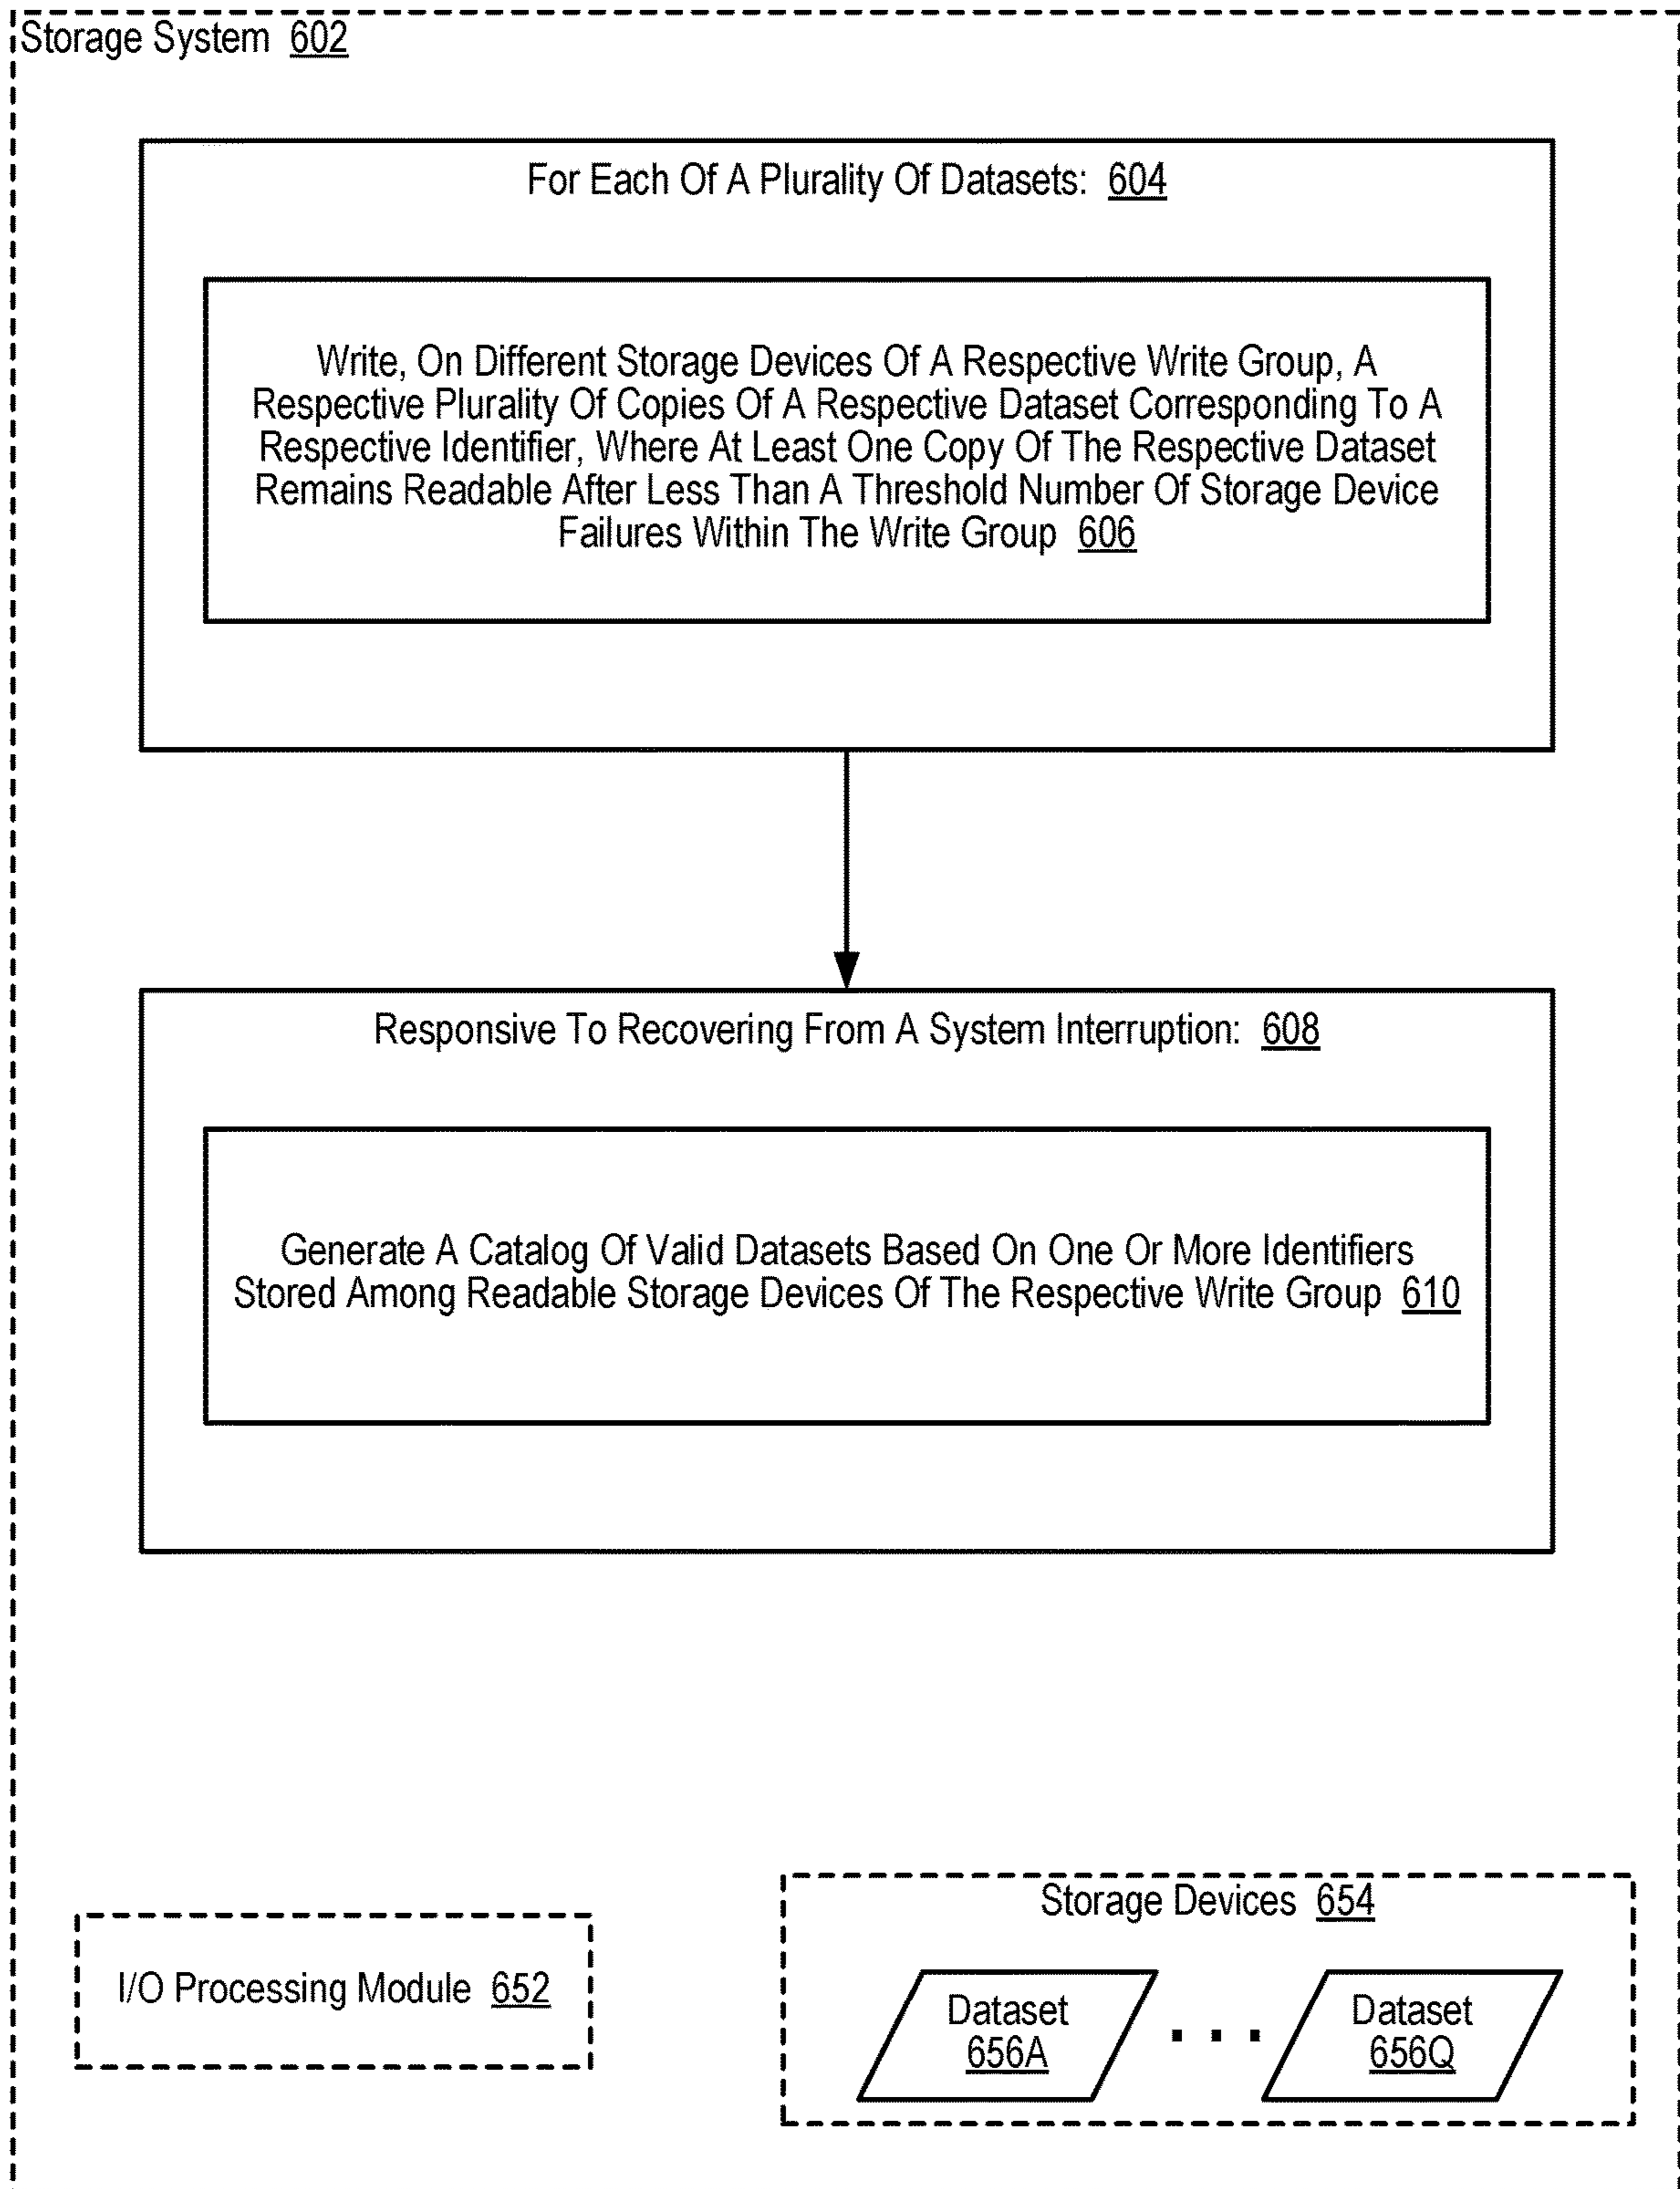 Storage System 602
For Each Of A Plurality Of Datasets: 604
Write, On Different Storage Devices Of A Respective Write Group, A
Respective Plurality Of Copies Of A Respective Dataset Corresponding To A
Respective Identifier, Where At Least One Copy Of The Respective Dataset
Remains Readable After Less Than A Threshold Number Of Storage Device
Failures Within The Write Group 606
Responsive To Recovering From A System Interruption: 608
Generate A Catalog Of Valid Datasets Based On One Or More Identifiers
Stored Among Readable Storage Devices Of The Respective Write Group 610
Storage Devices 654
I/O Processing Module 652
Dataset
656A
. . .
Dataset
656Q